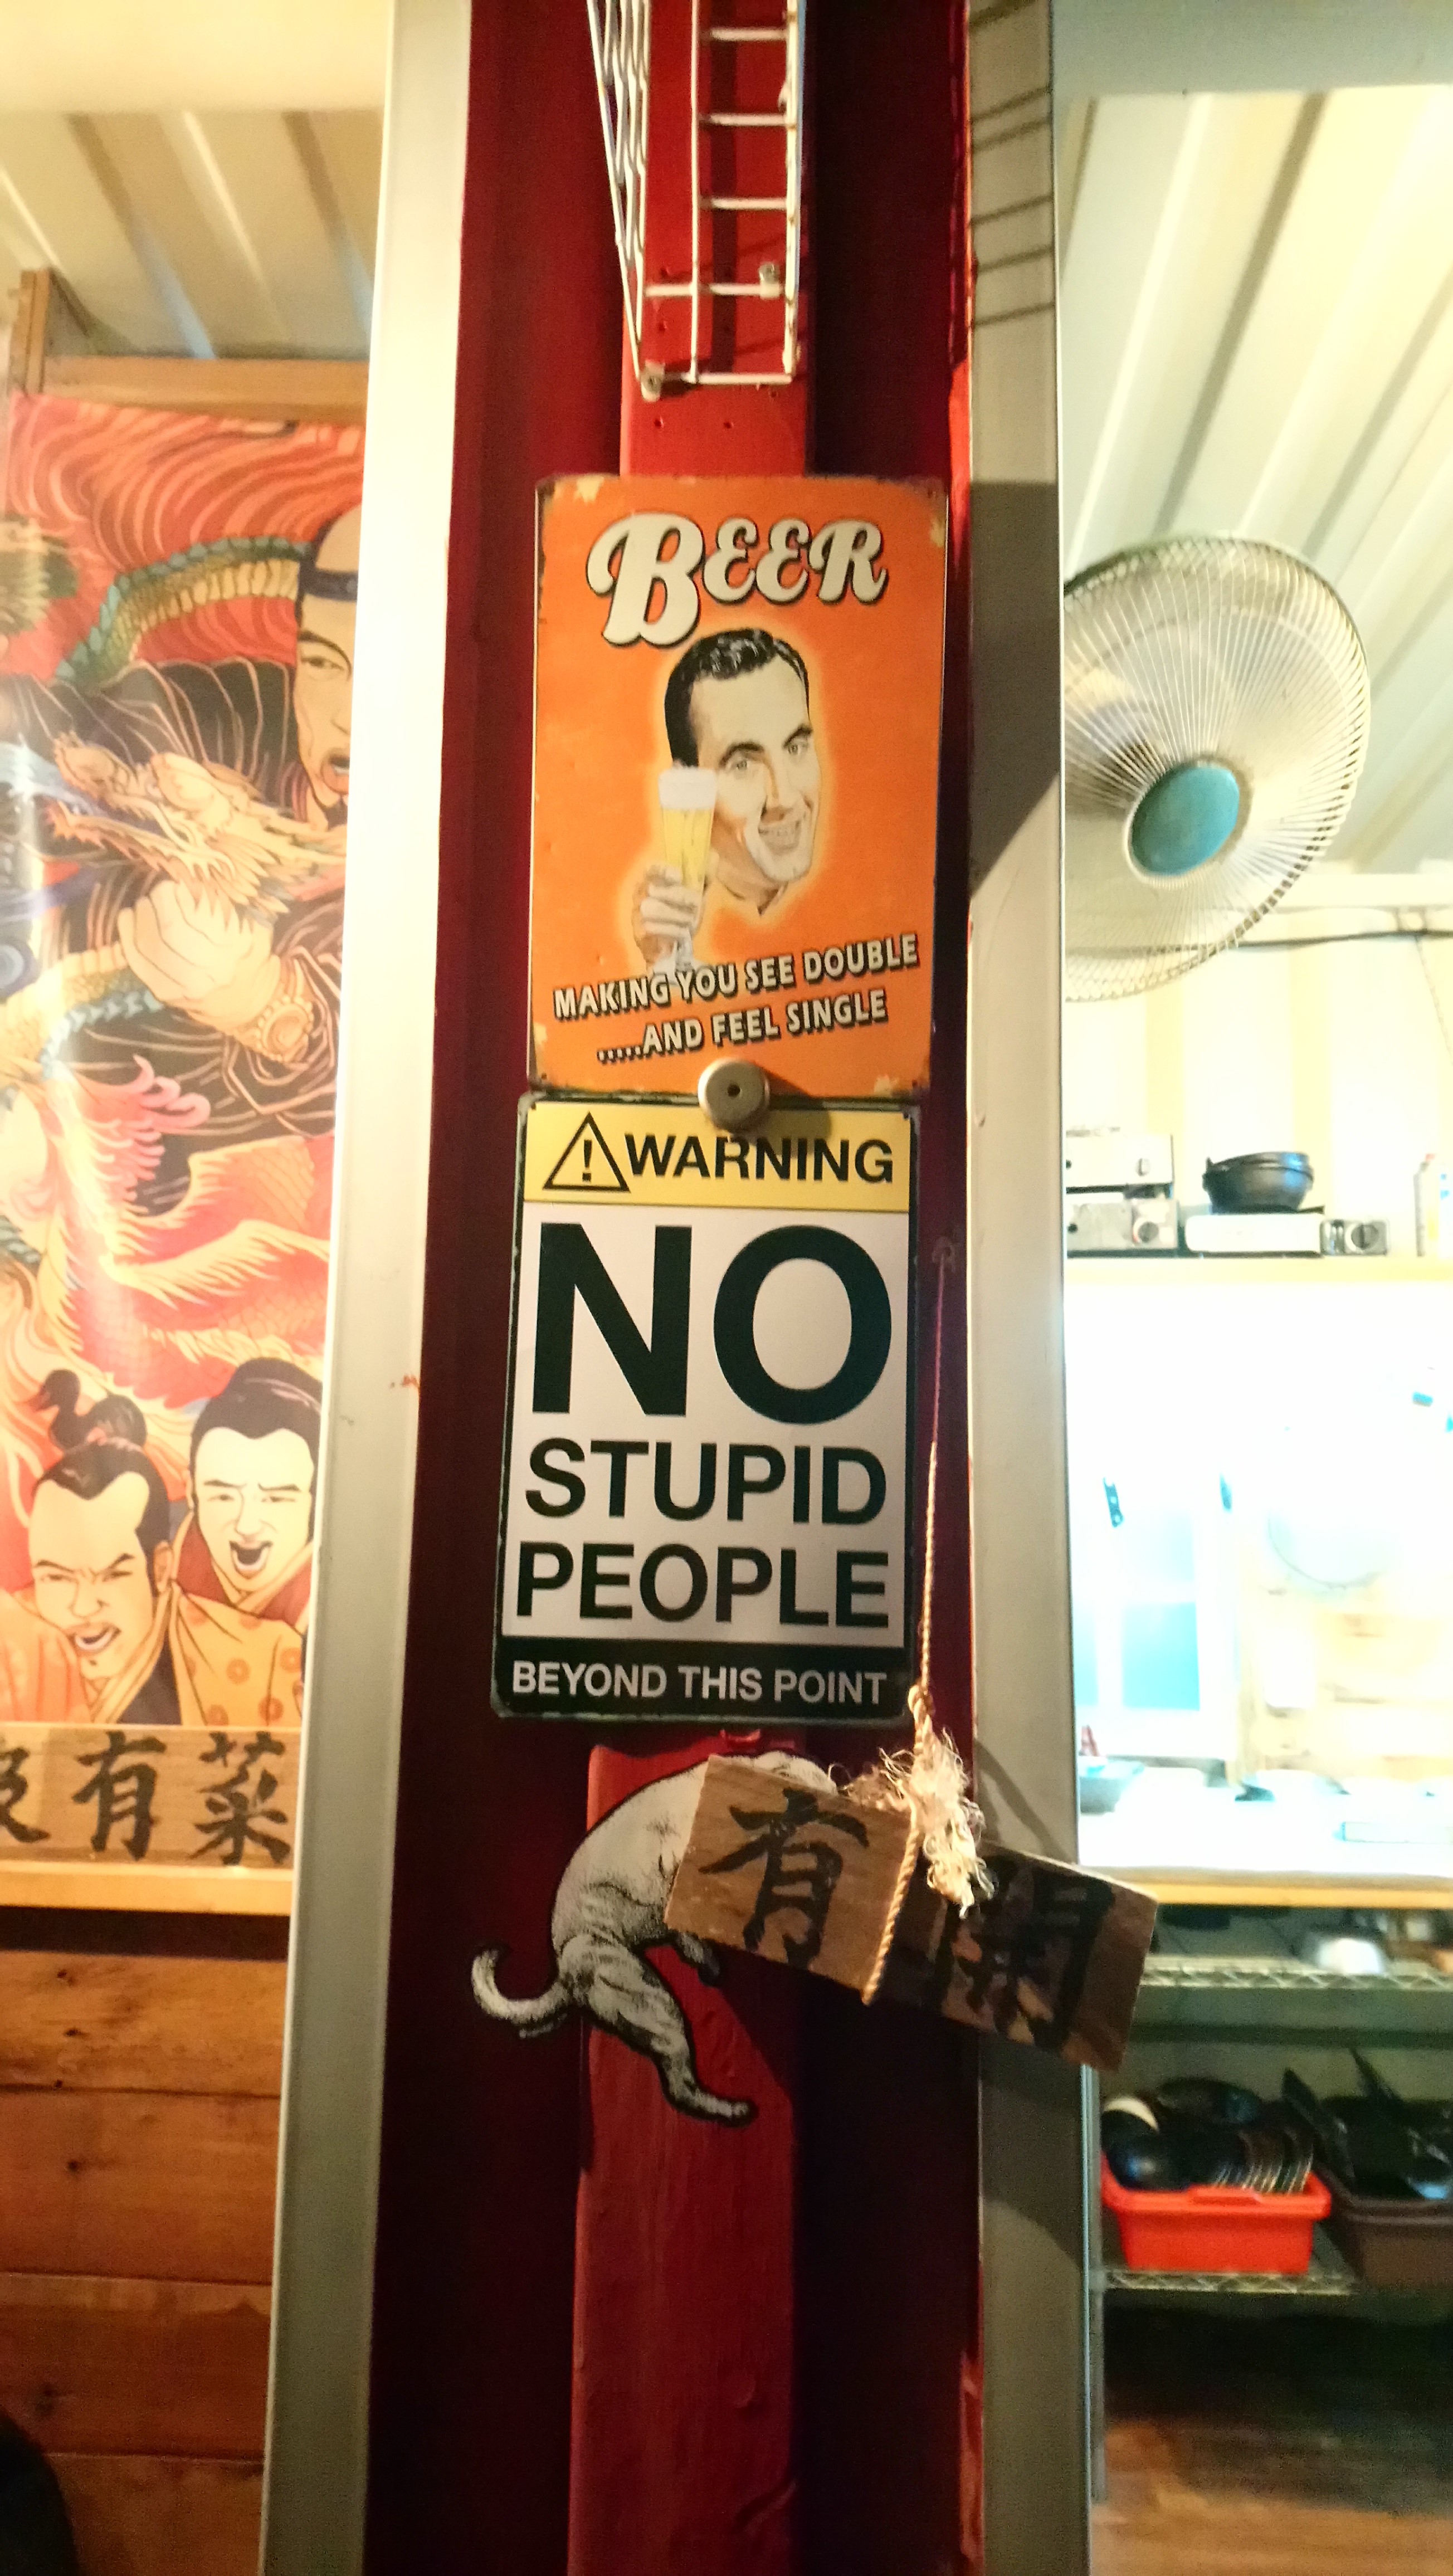 BEER
MAKING YOU SEE DOUBLE
.....AND FEEL SINGLE
WARNING
NO
STUPID
PEOPLE
BEYOND THIS POINT
有菜
有